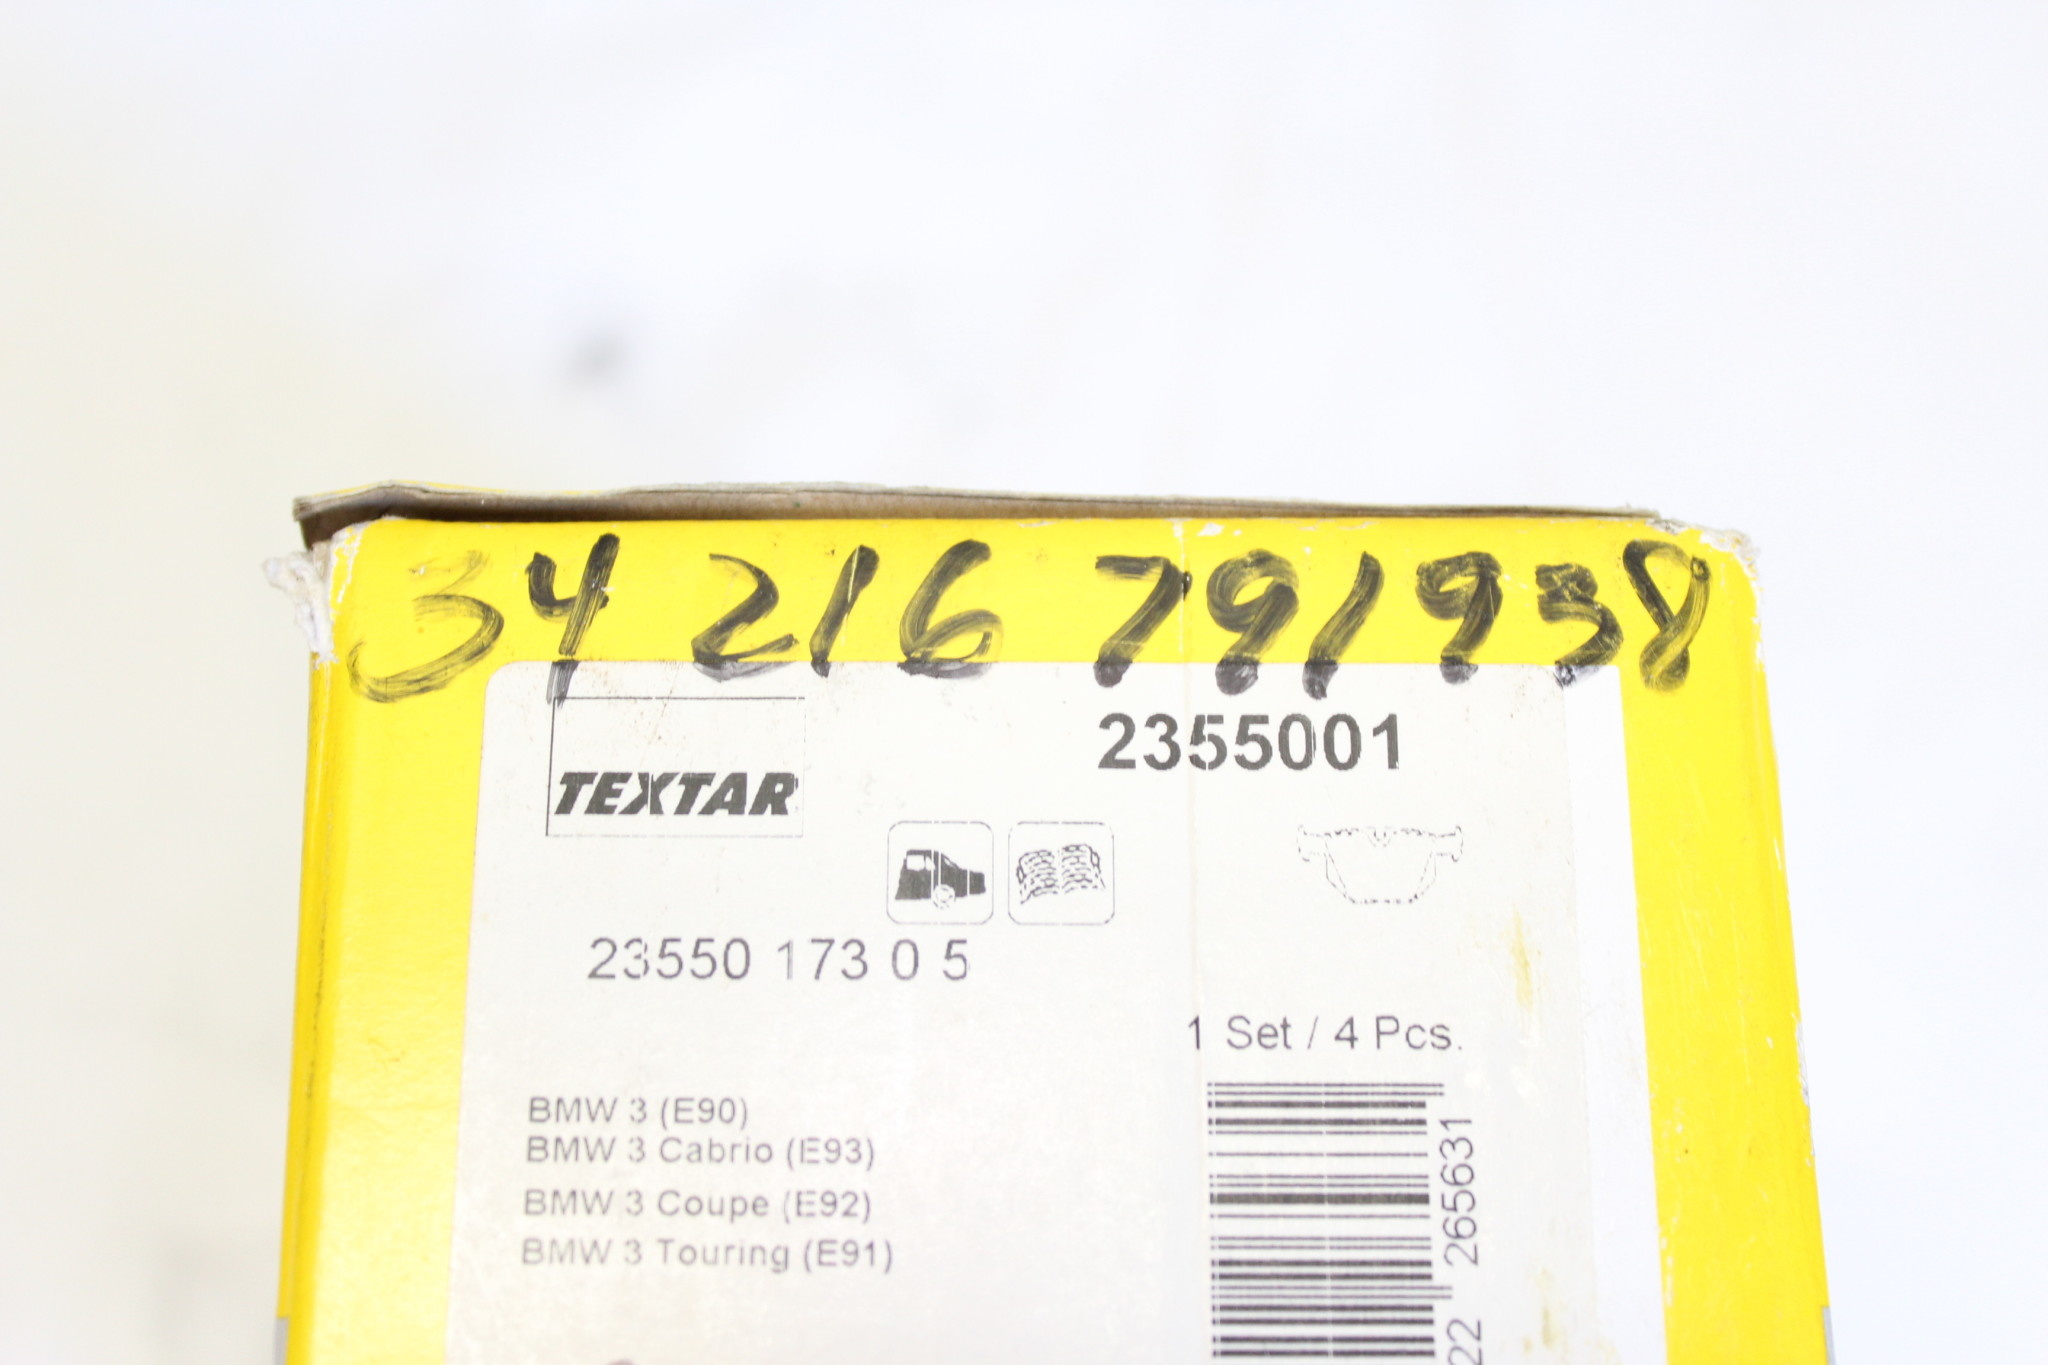 34 216 791938
2355001
TEXTAR
23550 173 0 5
1 Set / 4 Pcs.
BMW 3 (E90)
BMW 3 Cabrio (E93)
BMW 3 Coupe (E92)
BMW 3 Touring (E91)
22 265631